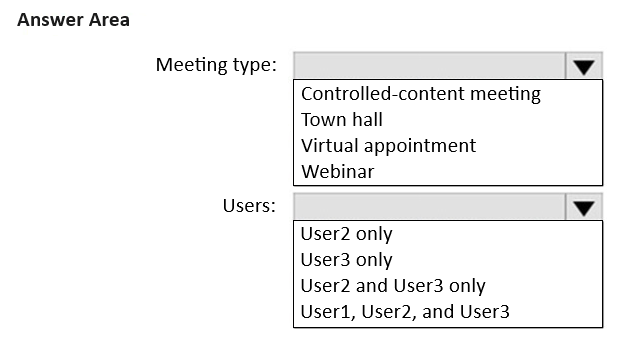 Answer Area
Meeting type:
Controlled-content meeting
Town hall
Virtual appointment
Webinar
Users:
User2 only
User3 only
User2 and User3 only
User1, User2, and User3